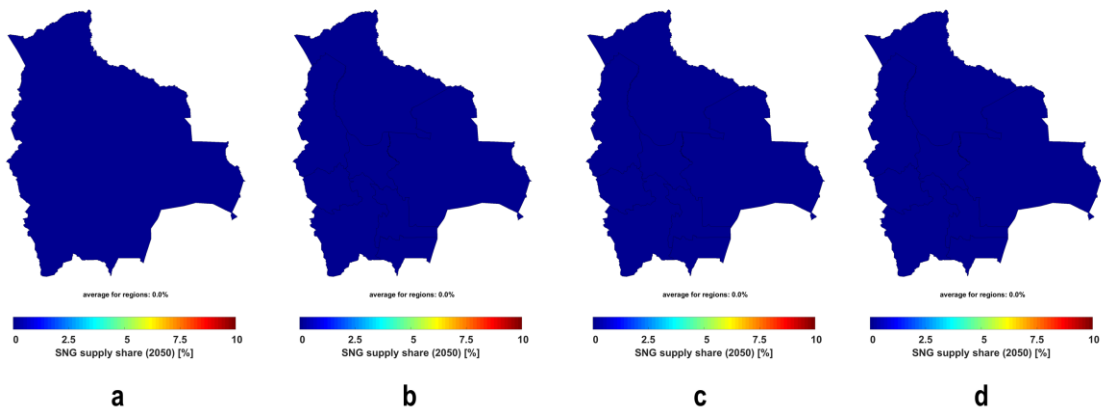 average for regions: 0.0% average for regions: 0.0% average for regions: 0.0% average for regions: 0.0%
0 2.5 5 7.5 10 0 2.5 5 7.5 10 0 2.5 5 7.5 10 0 2.5 5 7.5 10
SNG supply share (2050) [%] SNG supply share (2050) [%] SNG supply share (2050) [%] SNG supply share (2050) [%]
a b c d